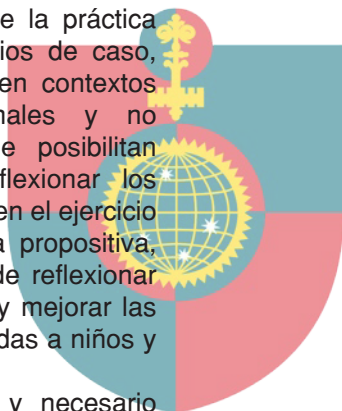 e la práctica
ios de caso,
en contextos
nales y no
e posibilitan
flexionar los
en el ejercicio
a propositiva,
de reflexionar
y mejorar las
das a niños y
y necesario